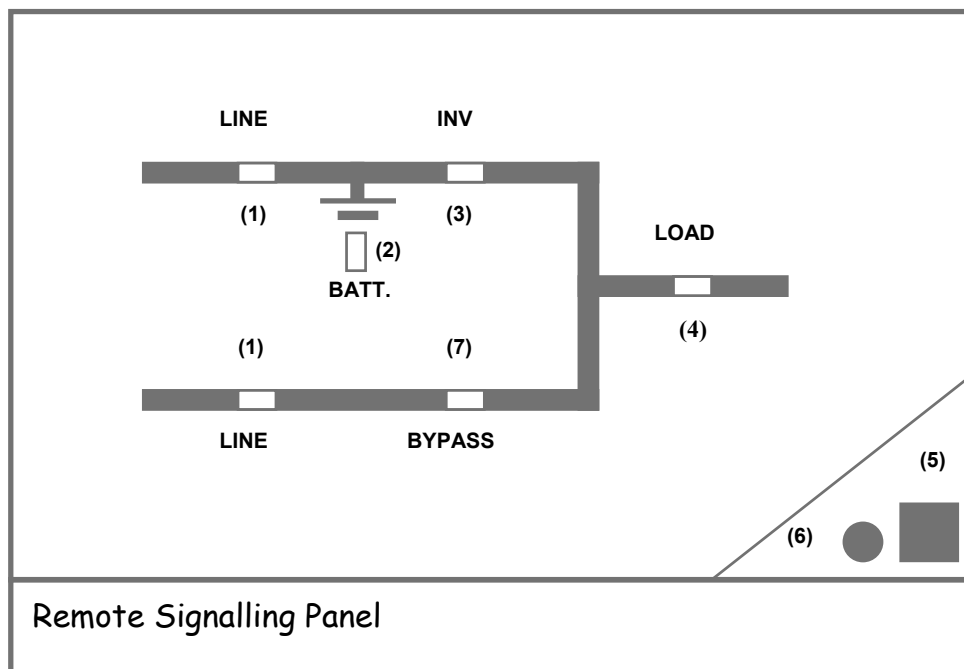 LINE INV
(1) (3)
(2)
BATT.
LOAD
(4)
(1) (7)
LINE BYPASS
(5)
(6)
Remote Signalling Panel